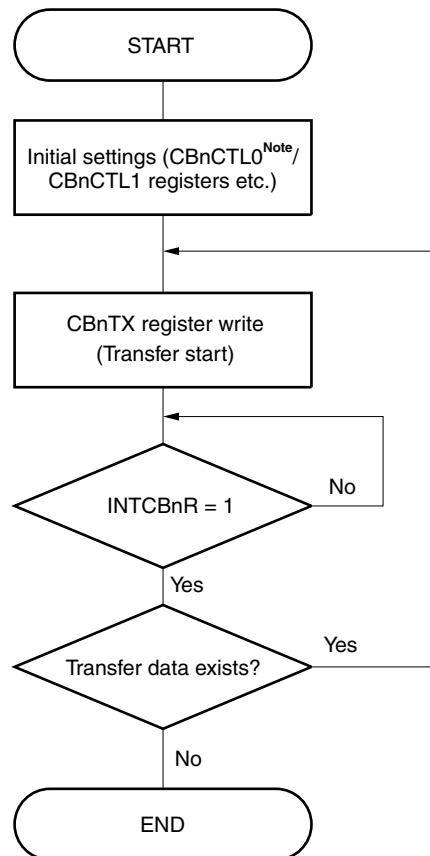 START
Initial settings (CBnCTL0Note/
CBnCTL1 registers etc.)
CBnTX register write
(Transfer start)
INTCBnR = 1
No
Yes
Transfer data exists?
Yes
No
END